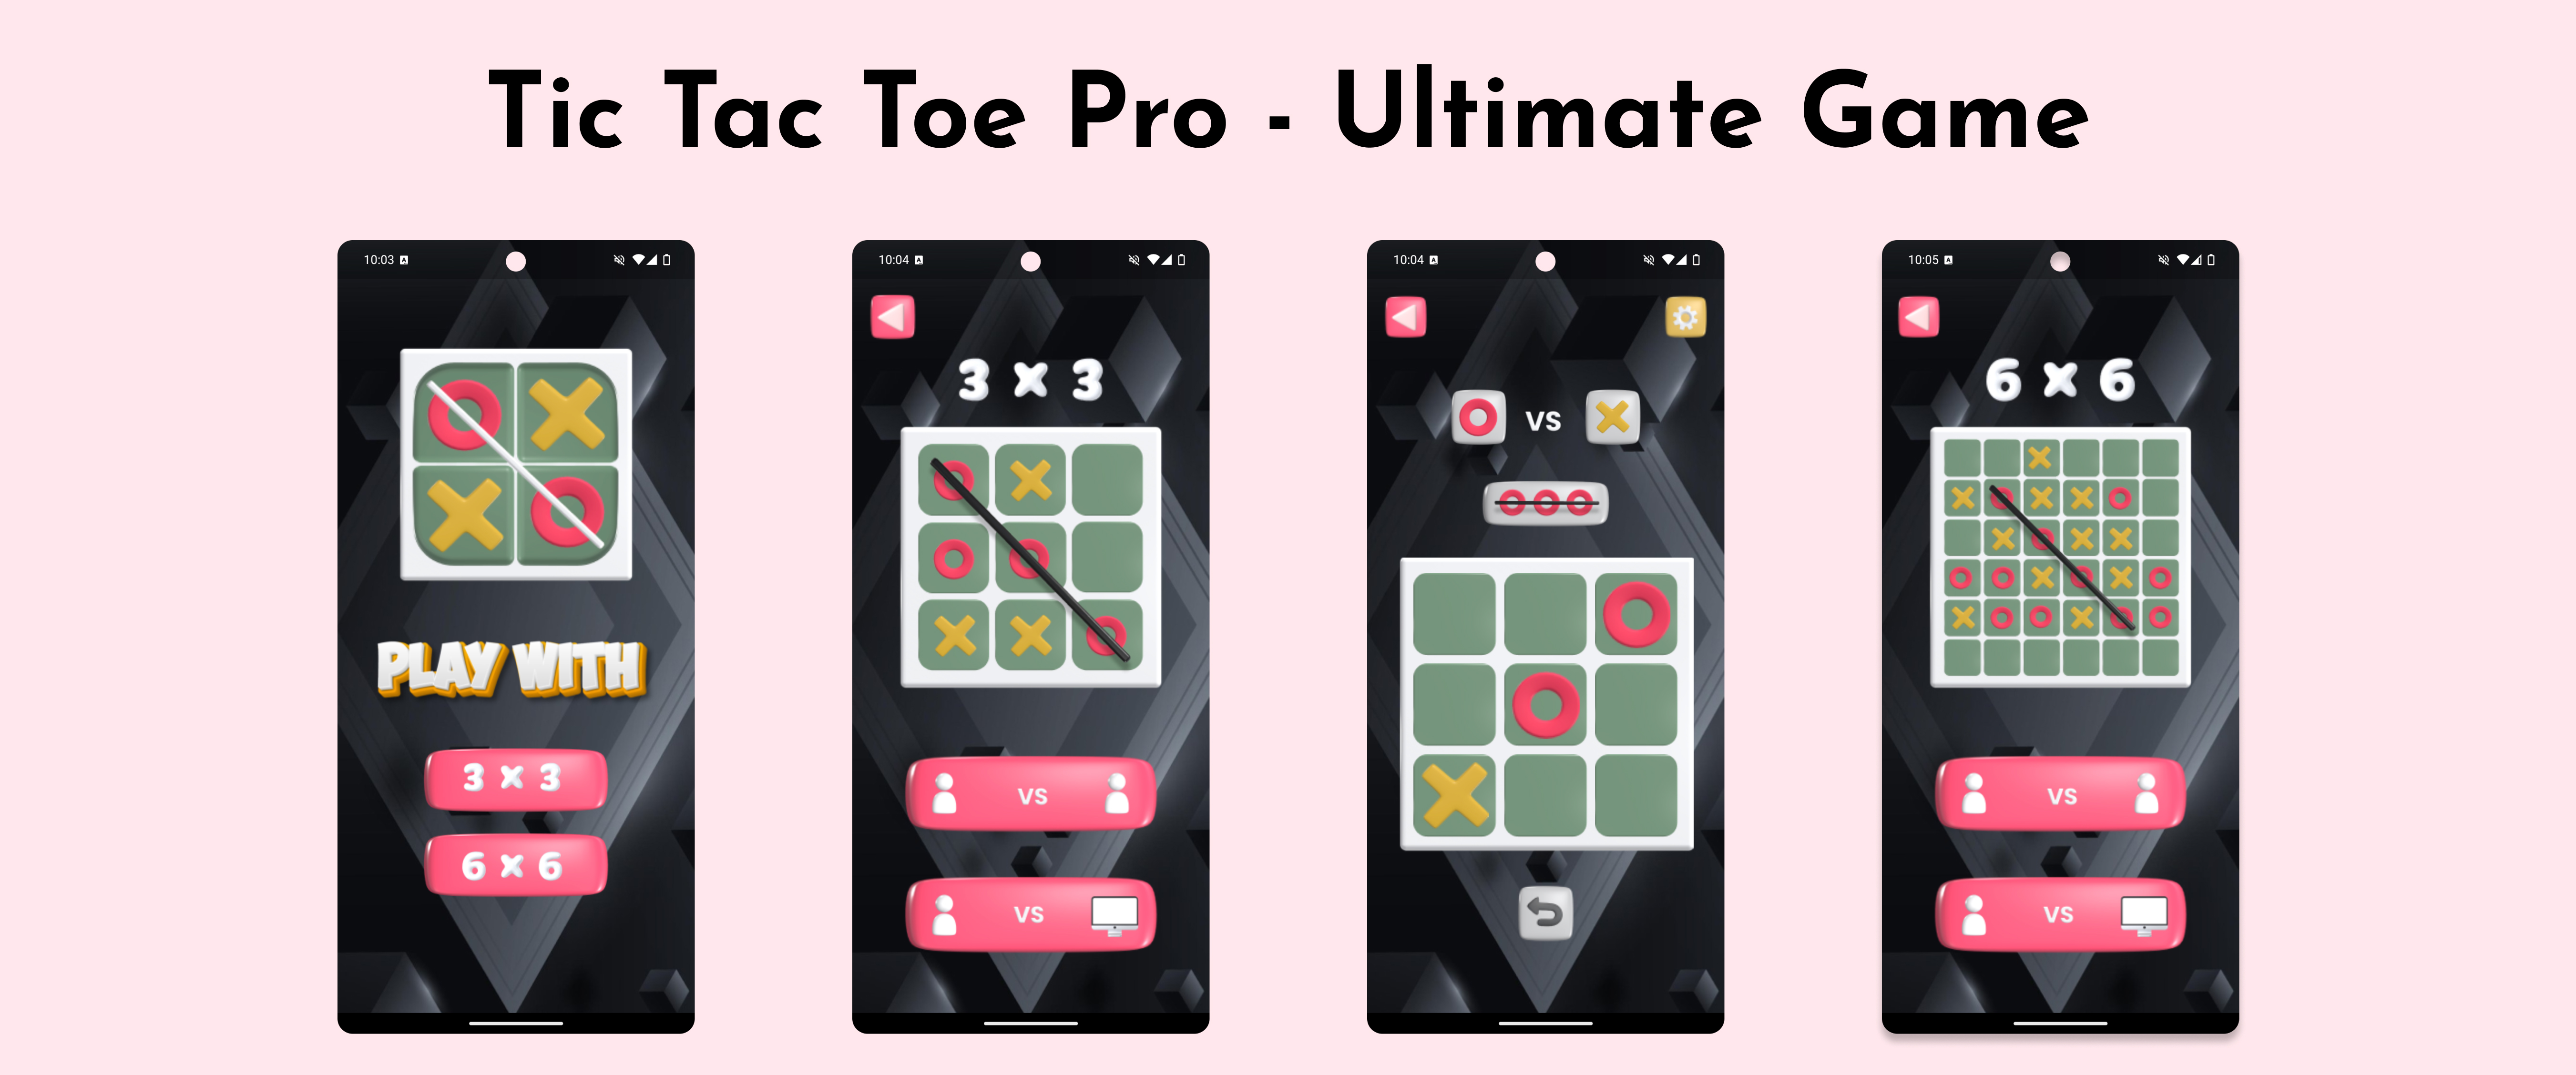 Tic Tac Toe Pro - Ultimate Game
10:03
PLAY WITH
3 × 3
6 × 6
10:04
3 × 3
VS
VS
10:04
VS
10:05
6 × 6
VS
VS